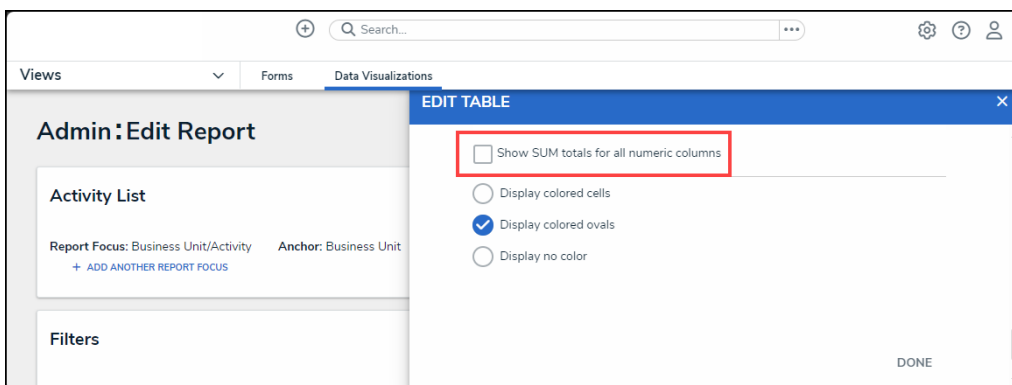 Search...
Views
Forms
Data Visualizations
Admin:Edit Report
Activity List
Report Focus: Business Unit/Activity Anchor: Business Unit
+ ADD ANOTHER REPORT FOCUS
Filters
EDIT TABLE
Show SUM totals for all numeric columns
Display colored cells
Display colored ovals
Display no color
DONE